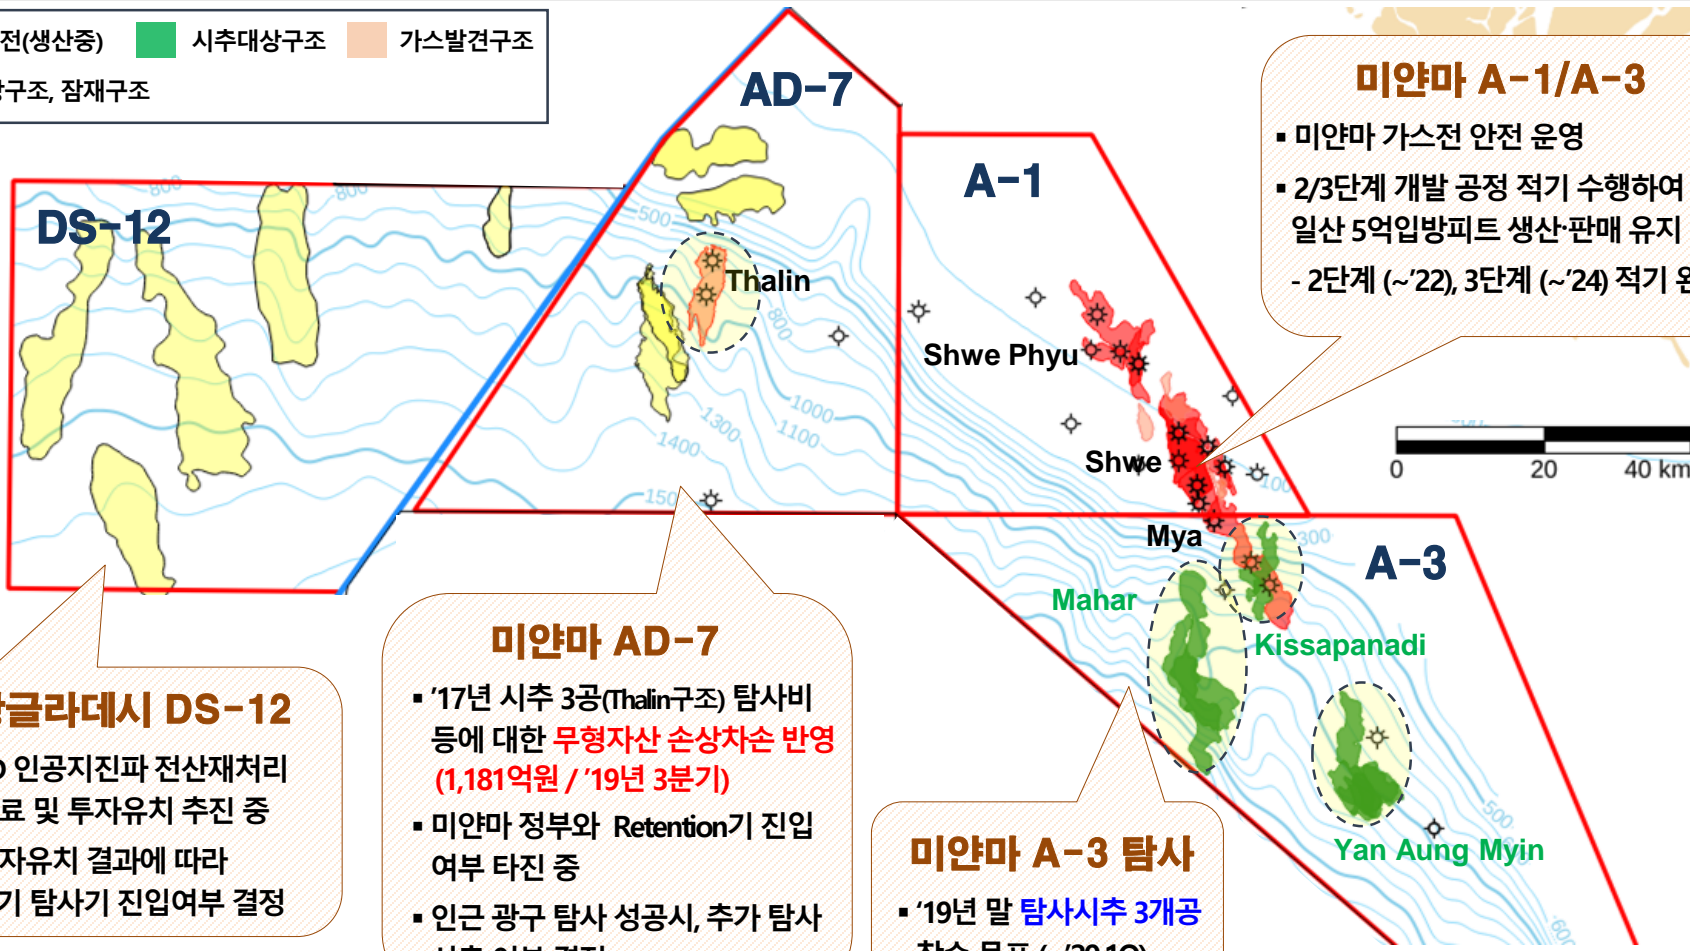 전(생산중) 시추대상구조 가스발견구조
구조, 잠재구조
AD-7
A-1
DS-12
A-3
800
800
500
800
1000
1100
1300
1400
100
300
500
600
Thalin
Shwe Phyu
Shwe
Mya
Mahar
Kissapanadi
Yan Aung Myin
0 20 40 km
미얀마 A-1/A-3
▪ 미얀마 가스전 안전 운영
▪ 2/3단계 개발 공정 적기 수행하여
일산 5억입방피트 생산·판매 유지
- 2단계 (~’22), 3단계 (~’24) 적기
글라데시 DS-12
인공지진파 전산재처리
료 및 투자유치 추진 중
자유치 결과에 따라
기 탐사기 진입여부 결정
미얀마 AD-7
▪ ’17년 시추 3공(Thalin구조) 탐사비
등에 대한 무형자산 손상차손 반영
(1,181억원 / ’19년 3분기)
▪ 미얀마 정부와 Retention기 진입
여부 타진 중
▪ 인근 광구 탐사 성공시, 추가 탐사
미얀마 A-3 탐사
▪ ‘19년 말 탐사시추 3개공